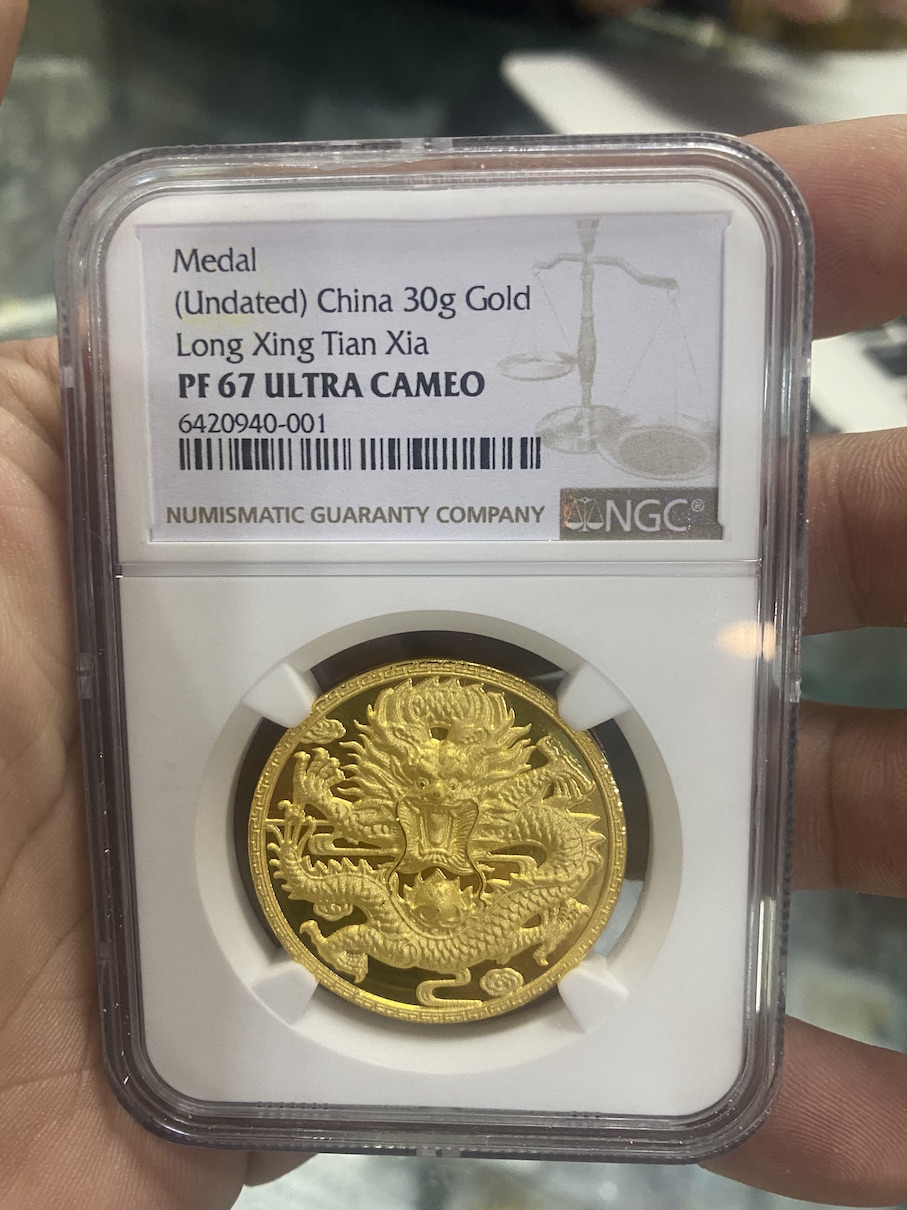 Medal
(Undated) China 30g Gold
Long Xing Tian Xia
PF 67 ULTRA CAMEO
6420940-001
NUMISMATIC GUARANTY COMPANY NGC®